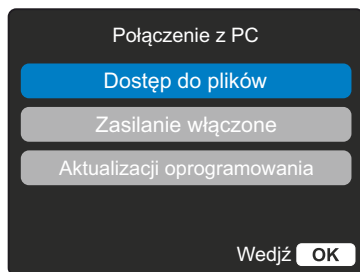 Połączenie z PC
Dostęp do plików
Zasilanie włączone
Aktualizacji oprogramowania
Wedjź OK